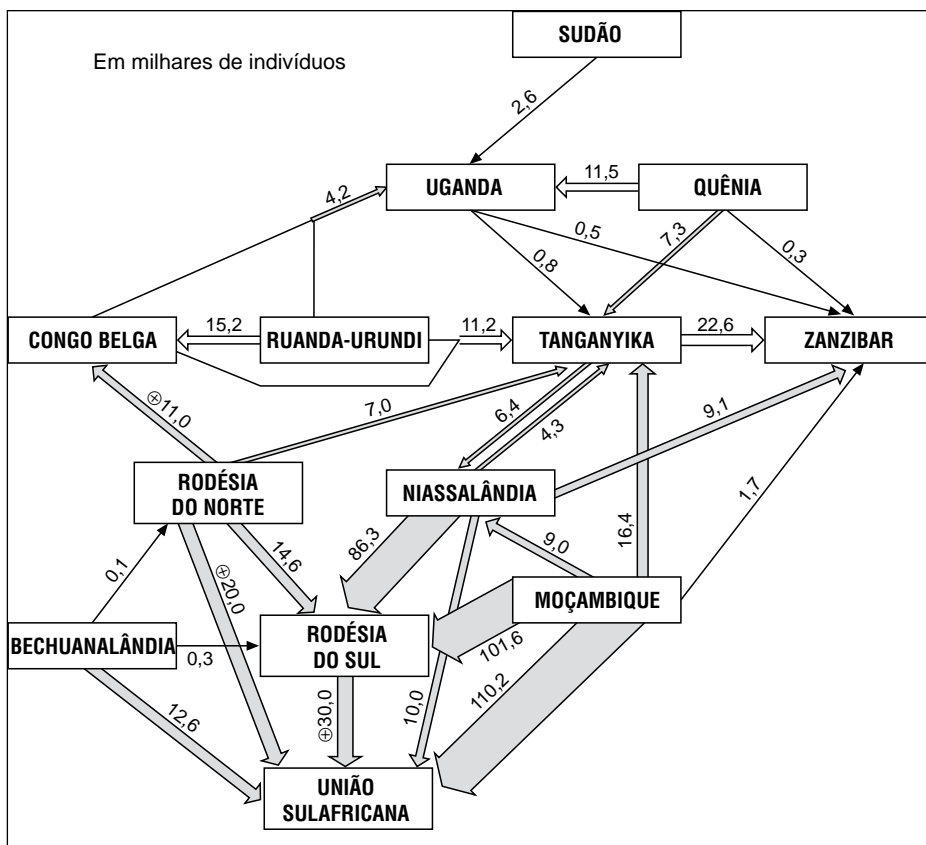 SUDÃO
Em milhares de indivíduos
2,6
UGANDA
11,5
QUÊNIA
4,2
0,5
7,3
0,8
0,3
CONGO BELGA
15,2
RUANDA-URUNDI
11,2
TANGANYIKA
22,6
ZANZIBAR
⊕11,0
7,0
6,4
4,3
9,1
RODÉSIA
DO NORTE
NIASSALÂNDIA
1,7
16,4
86,3
9,0
14,6
0,1
⊕20,0
MOÇAMBIQUE
BECHUANALÂNDIA
0,3
RODÉSIA
DO SUL
101,6
110,2
10,0
⊕30,0
12,6
UNIÃO
SULAFRICANA